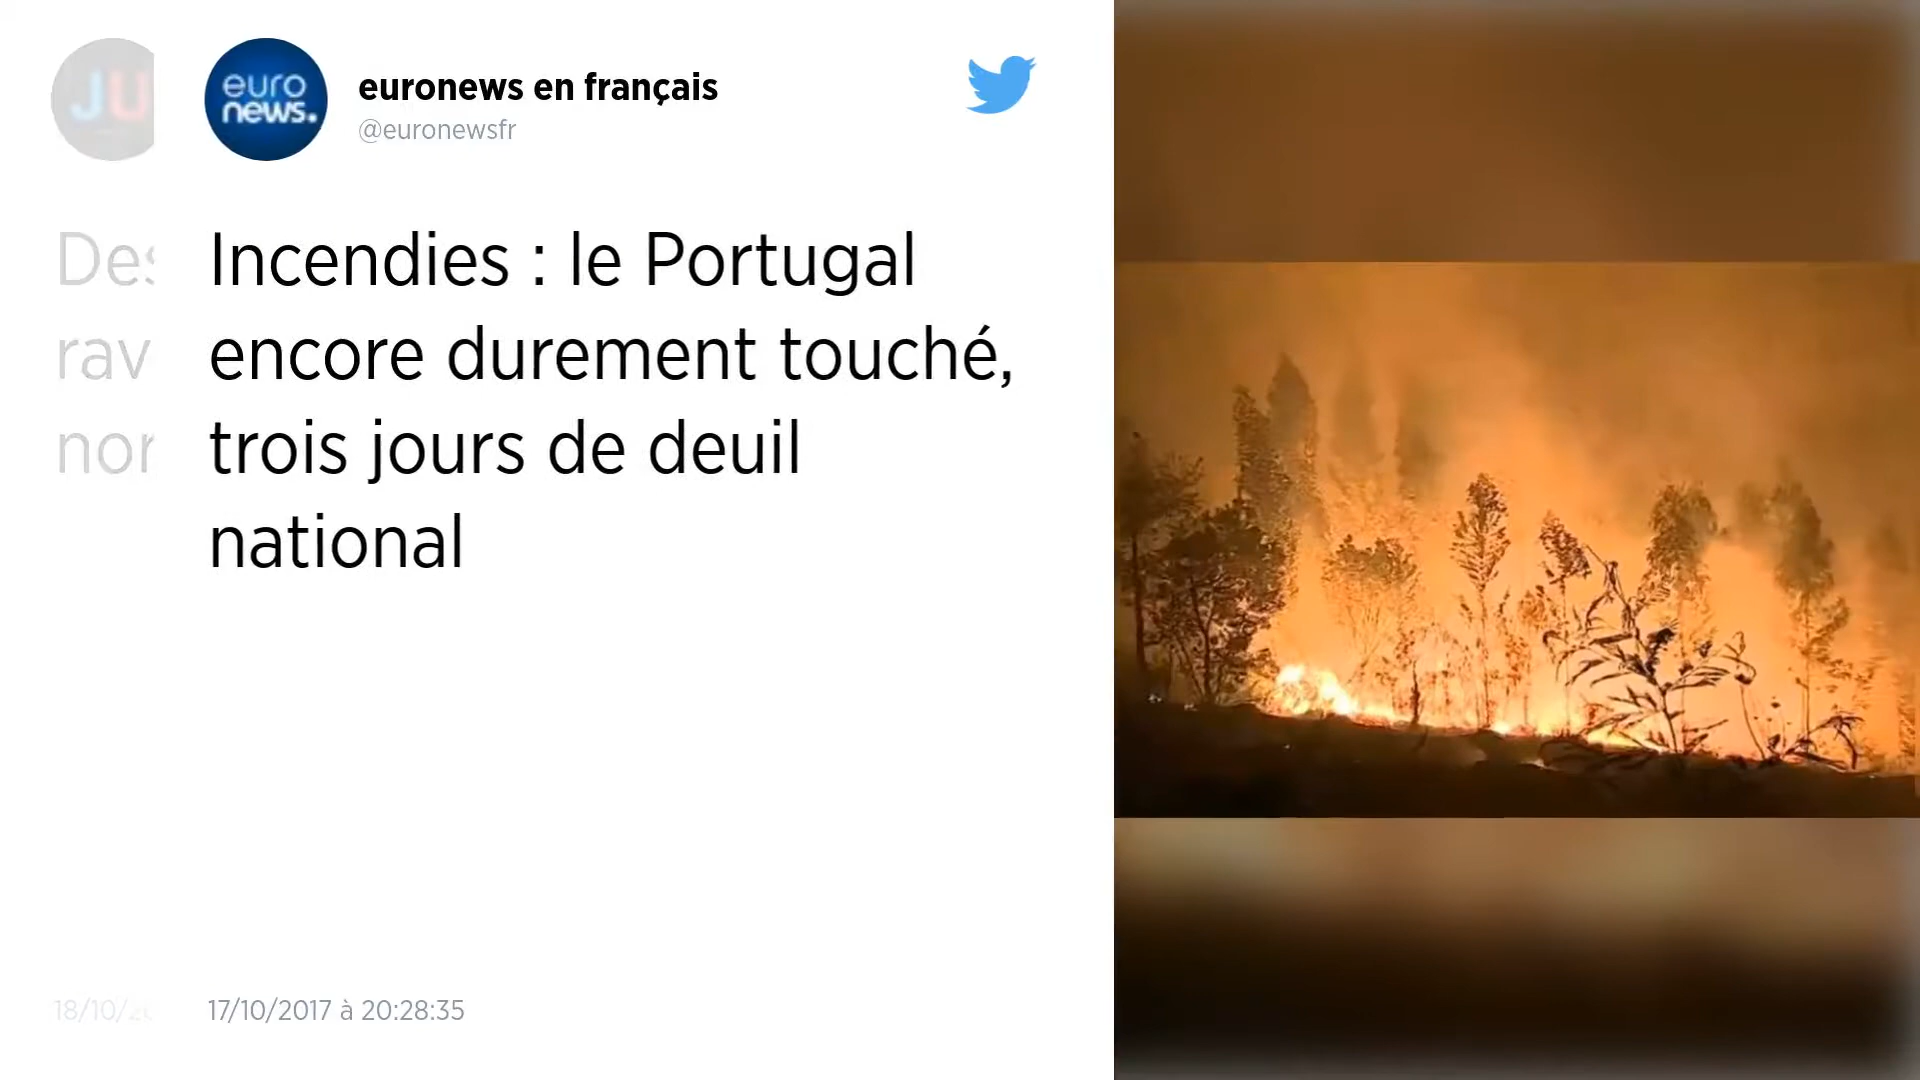 JU
euro
news.
euronews en français
@euronewsfr
Incendies : le Portugal
encore durement touché,
trois jours de deuil
national
17/10/2017 à 20:28:35